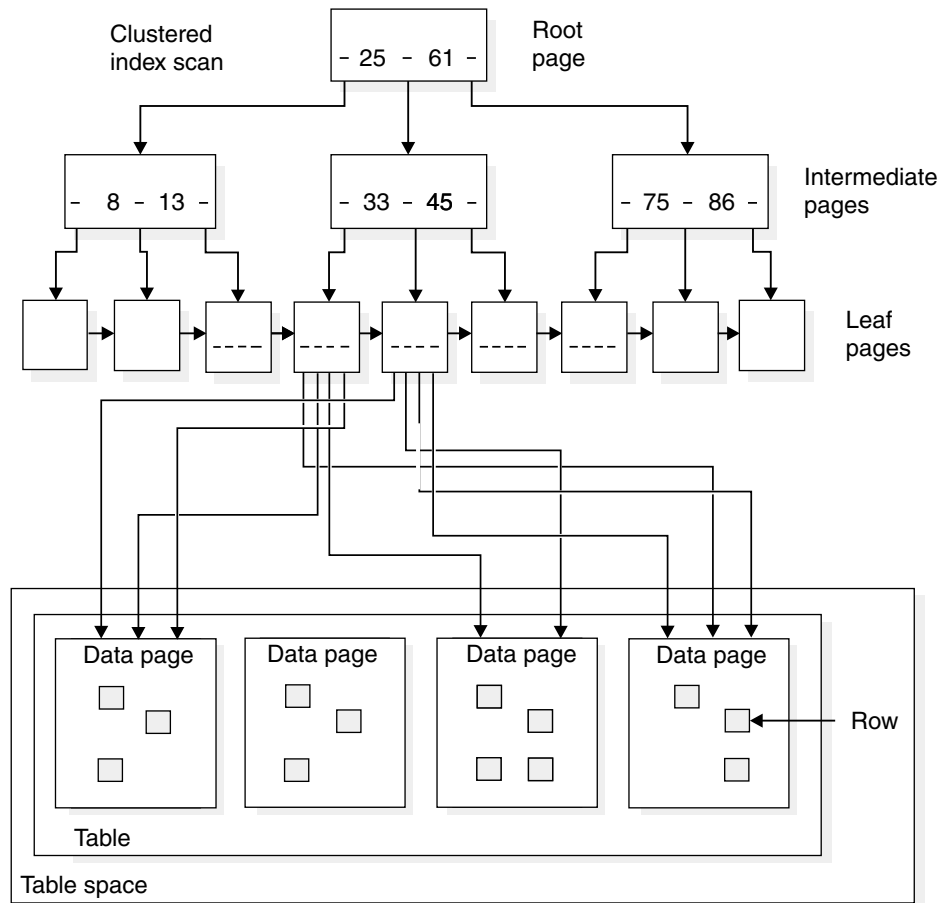 Clustered
index scan
Root
page
- 25 - 61 -
- 8 - 13 -
- 33 - 45 -
- 75 - 86 -
Intermediate
pages
Leaf
pages
Data page
Data page
Data page
Data page
Row
Table
Table space